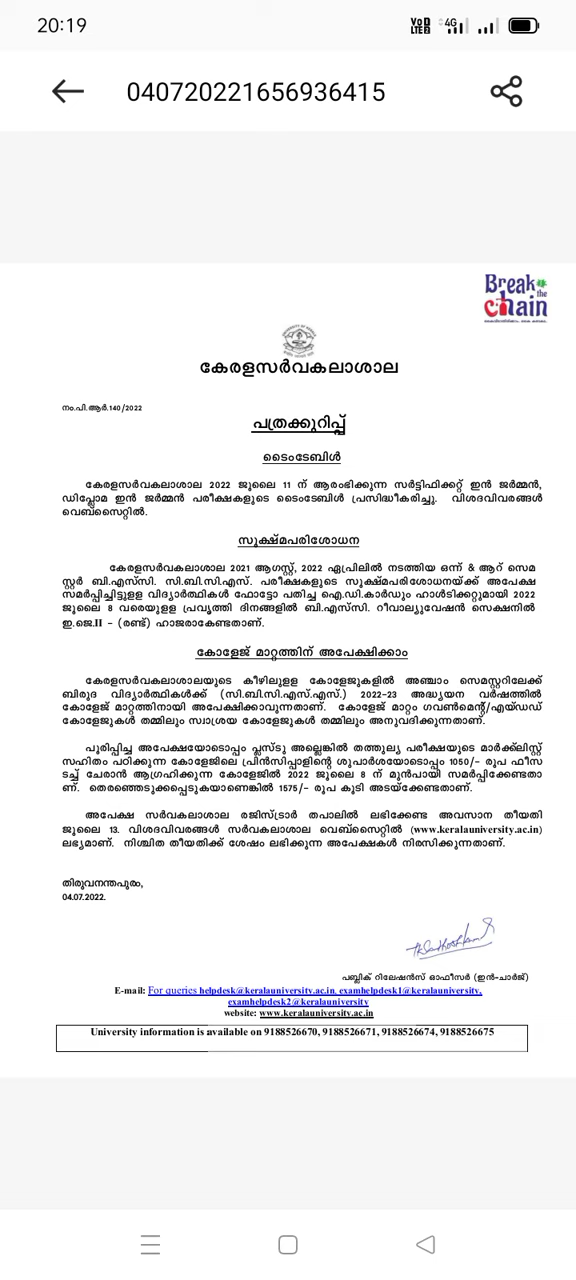 20:19
VoD
LTE2
4G
040720221656936415
Break
the
chain
കേരളസർവകലാശാല
നം.പി.ആർ.140/2022
പത്രക്കുറിപ്പ്
ടൈംടേബിൾ
കേരളസർവകലാശാല 2022 ജൂലൈ 11 ന് ആരംഭിക്കുന്ന സർട്ടിഫിക്കറ്റ് ഇൻ ജർമ്മൻ,
ഡിപ്ലോമ ഇൻ ജർമ്മൻ പരീക്ഷകളുടെ ടൈംടേബിൾ പ്രസിദ്ധീകരിച്ചു. വിശദവിവരങ്ങൾ
വെബ്സൈറ്റിൽ.
സൂക്ഷ്മപരിശോധന
കേരളസർവകലാശാല 2021 ആഗസ്റ്റ്, 2022 ഏപ്രിലിൽ നടത്തിയ ഒന്ന് & ആറ് സെമ
സ്റ്റർ ബി.എസ്സി. സി.ബി.സി.എസ്. പരീക്ഷകളുടെ സൂക്ഷ്മപരിശോധനയ്ക്ക് അപേക്ഷ
സമർപ്പിച്ചിട്ടുളള വിദ്യാർത്ഥികൾ ഫോട്ടോ പതിച്ച ഐ.ഡി.കാർഡും ഹാൾടിക്കറ്റുമായി 2022
ജൂലൈ 8 വരെയുളള പ്രവൃത്തി ദിനങ്ങളിൽ ബി.എസ്സി. റീവാല്യുവേഷൻ സെക്ഷനിൽ
ഇ.ജെ.II – (രണ്ട്) ഹാജരാകേണ്ടതാണ്.
കോളേജ് മാറ്റത്തിന് അപേക്ഷിക്കാം
കേരളസർവകലാശാലയുടെ കീഴിലുളള കോളേജുകളിൽ അഞ്ചാം സെമസ്റ്ററിലേക്ക്
ബിരുദ വിദ്യാർത്ഥികൾക്ക് (സി.ബി.സി.എസ്.എസ്.) 2022-23 അദ്ധ്യയന വർഷത്തിൽ
കോളേജ് മാറ്റത്തിനായി അപേക്ഷിക്കാവുന്നതാണ്. കോളേജ് മാറ്റം ഗവൺമെന്റ്/എയ്ഡഡ്
കോളേജുകൾ തമ്മിലും സ്വാശ്രയ കോളേജുകൾ തമ്മിലും അനുവദിക്കുന്നതാണ്.
പൂരിപ്പിച്ച അപേക്ഷയോടൊപ്പം പ്ലസ്ടു അല്ലെങ്കിൽ തത്തുല്യ പരീക്ഷയുടെ മാർക്ക്ലിസ്റ്റ്
സഹിതം പഠിക്കുന്ന കോളേജിലെ പ്രിൻസിപ്പാളിന്റെ ശുപാർശയോടൊപ്പം 1050/- രൂപ ഫീസ
ടച്ച് ചേരാൻ ആഗ്രഹിക്കുന്ന കോളേജിൽ 2022 ജൂലൈ 8 ന് മുൻപായി സമർപ്പിക്കേണ്ടതാ
ണ്. തെരഞ്ഞെടുക്കപ്പെടുകയാണെങ്കിൽ 1575/- രൂപ കൂടി അടയ്ക്കേണ്ടതാണ്.
അപേക്ഷ സർവകലാശാല രജിസ്ട്രാർ തപാലിൽ ലഭിക്കേണ്ട അവസാന തീയതി
ജൂലൈ 13. വിശദവിവരങ്ങൾ സർവകലാശാല വെബ്സൈറ്റിൽ (www.keralauniversity.ac.in)
ലഭ്യമാണ്. നിശ്ചിത തീയതിക്ക് ശേഷം ലഭിക്കുന്ന അപേക്ഷകൾ നിരസിക്കുന്നതാണ്.
തിരുവനന്തപുരം,
04.07.2022.
പബ്ലിക് റിലേഷൻസ് ഓഫീസർ (ഇൻ-ചാർജ്)
E-mail: For queries helpdesk@keralauniversity.ac.in, examhelpdesk1@keralauniversity,
examhelpdesk2@keralauniversity
website: www.keralauniversity.ac.in
University information is available on 9188526670, 9188526671, 9188526674, 9188526675